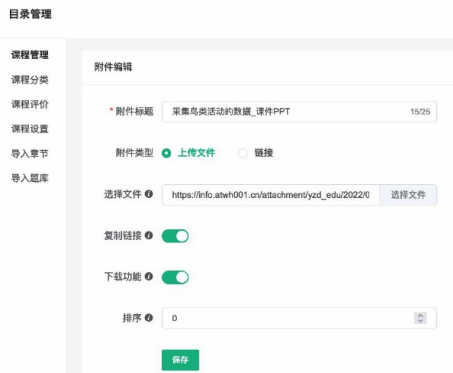 目录管理
课程管理
课程分类
课程评价
课程设置
导入章节
导入题库
附件编辑
* 附件标题 采集鸟类活动的数据_课件PPT 15/25
附件类型 上传文件 链接
选择文件 https://info.atwh001.cn/attachment/yzd_edu/2022/0 选择文件
复制链接
下载功能
排序 0
保存